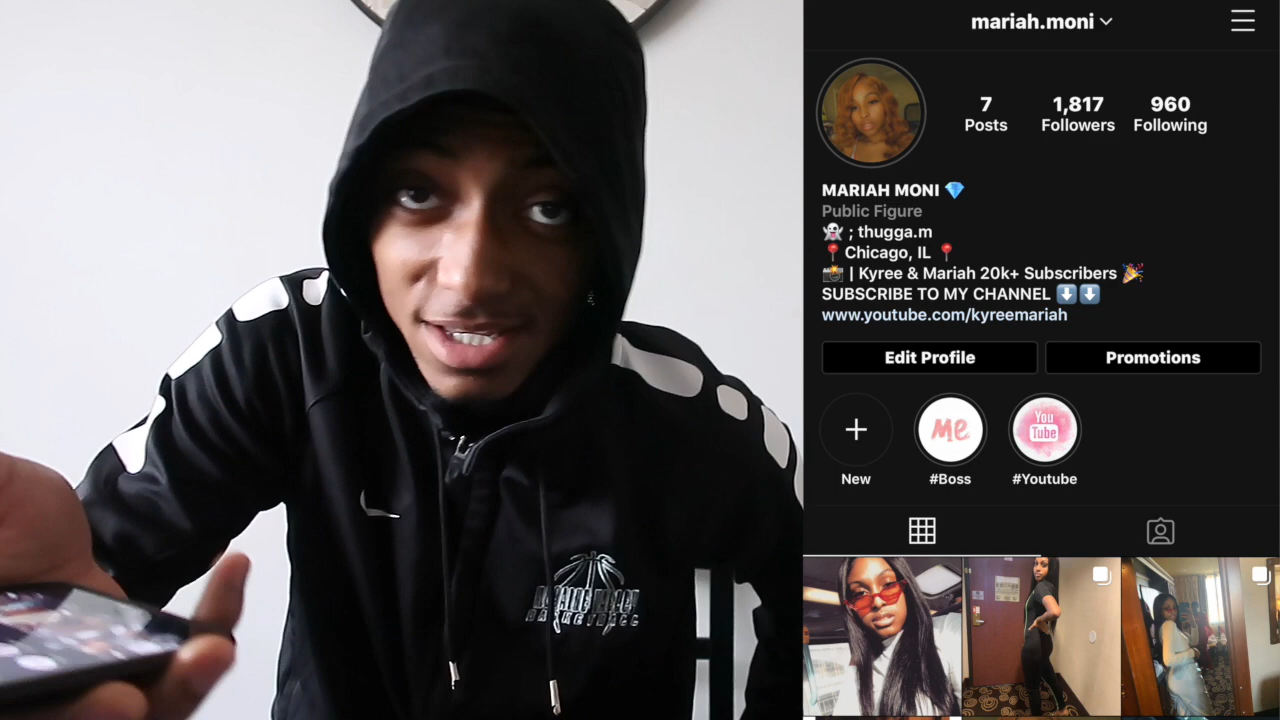 mariah.moni
7 1,817 960
Posts Followers Following
MARIAH MONI 💎
Public Figure
👻 ; thugga.m
📍 Chicago, IL 📍
📸 | Kyree & Mariah 20k+ Subscribers 🎉
SUBSCRIBE TO MY CHANNEL ⬇️⬇️
www.youtube.com/kyreemariah
Edit Profile Promotions
Me
You
Tube
New #Boss #Youtube
BASKETBALL